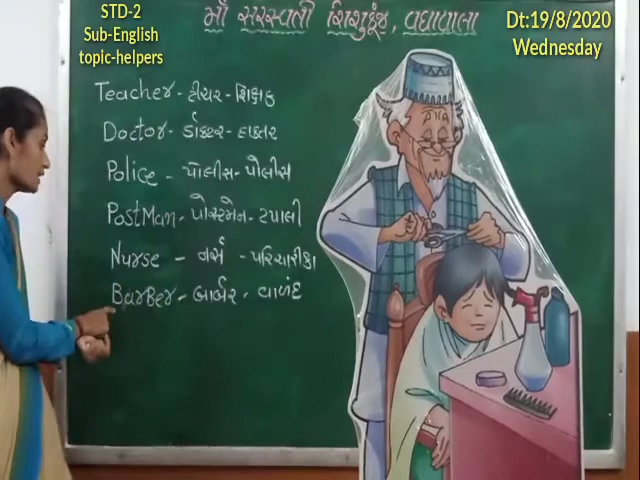 STD-2
Sub-English
topic-helpers
માઁ સરસ્વતી શિશુકુંજ, વઘાવાલા
Dt:19/8/2020
Wednesday
Teacher - ટીચર - શિક્ષક
Doctor - ડૉક્ટર - દાક્તર
Police - પોલીસ - પોલીસ
PostMan - પોસ્ટમેન - ટપાલી
Nurse - નર્સ - પરિચારીકા
BarBer - બાર્બર - વાળંદ